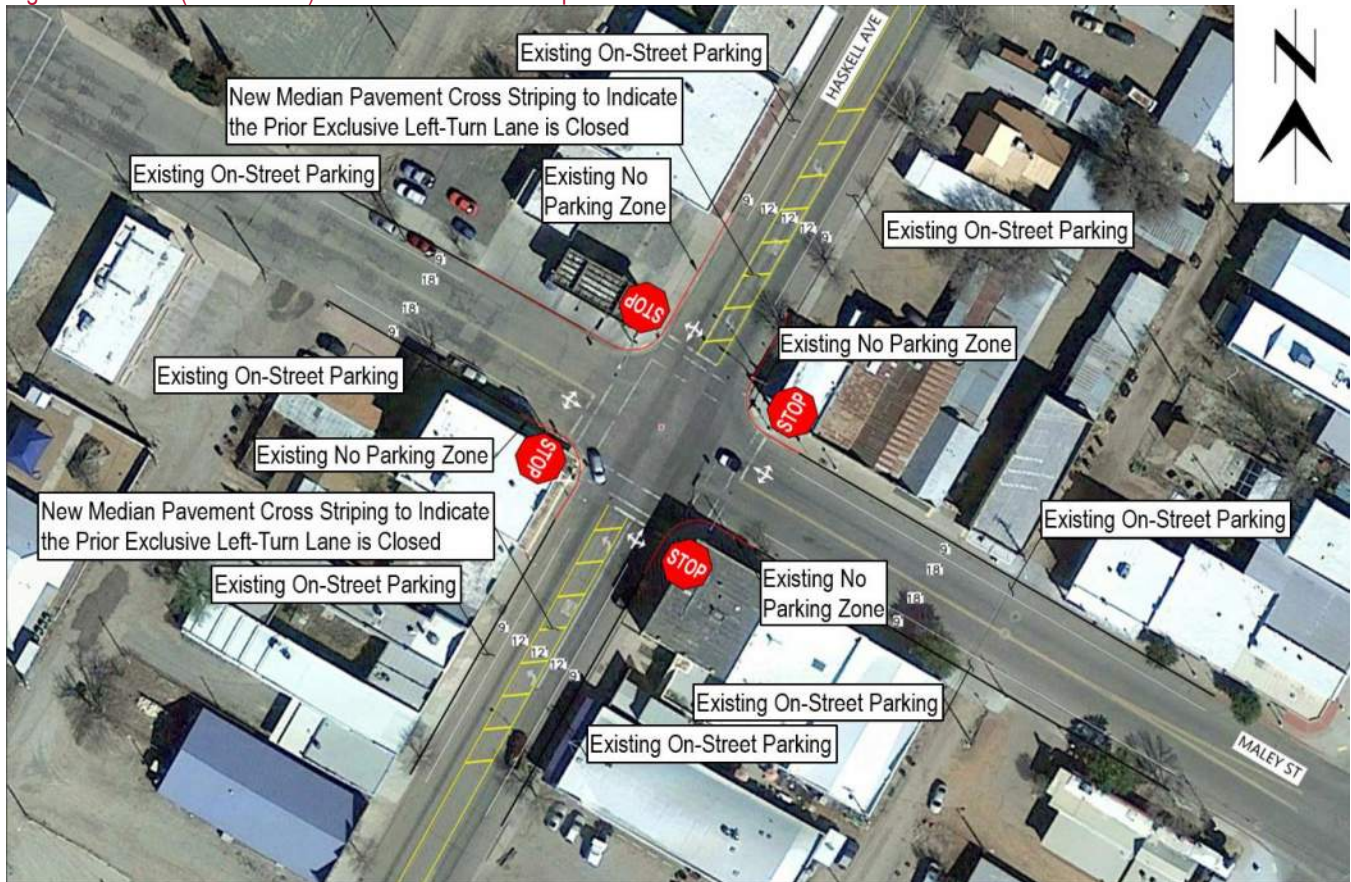 Existing On-Street Parking
HASKELL AVE
N
New Median Pavement Cross Striping to Indicate
the Prior Exclusive Left-Turn Lane is Closed
Existing On-Street Parking
Existing No
Parking Zone
9'
12'
12'
12'
9'
Existing On-Street Parking
9'
18'
18'
9'
STOP
Existing No Parking Zone
STOP
Existing On-Street Parking
Existing No Parking Zone
STOP
New Median Pavement Cross Striping to Indicate
the Prior Exclusive Left-Turn Lane is Closed
Existing On-Street Parking
9'
18'
18'
9'
STOP
Existing No
Parking Zone
Existing On-Street Parking
9'
12'
12'
12'
9'
Existing On-Street Parking
Existing On-Street Parking
MALEY ST